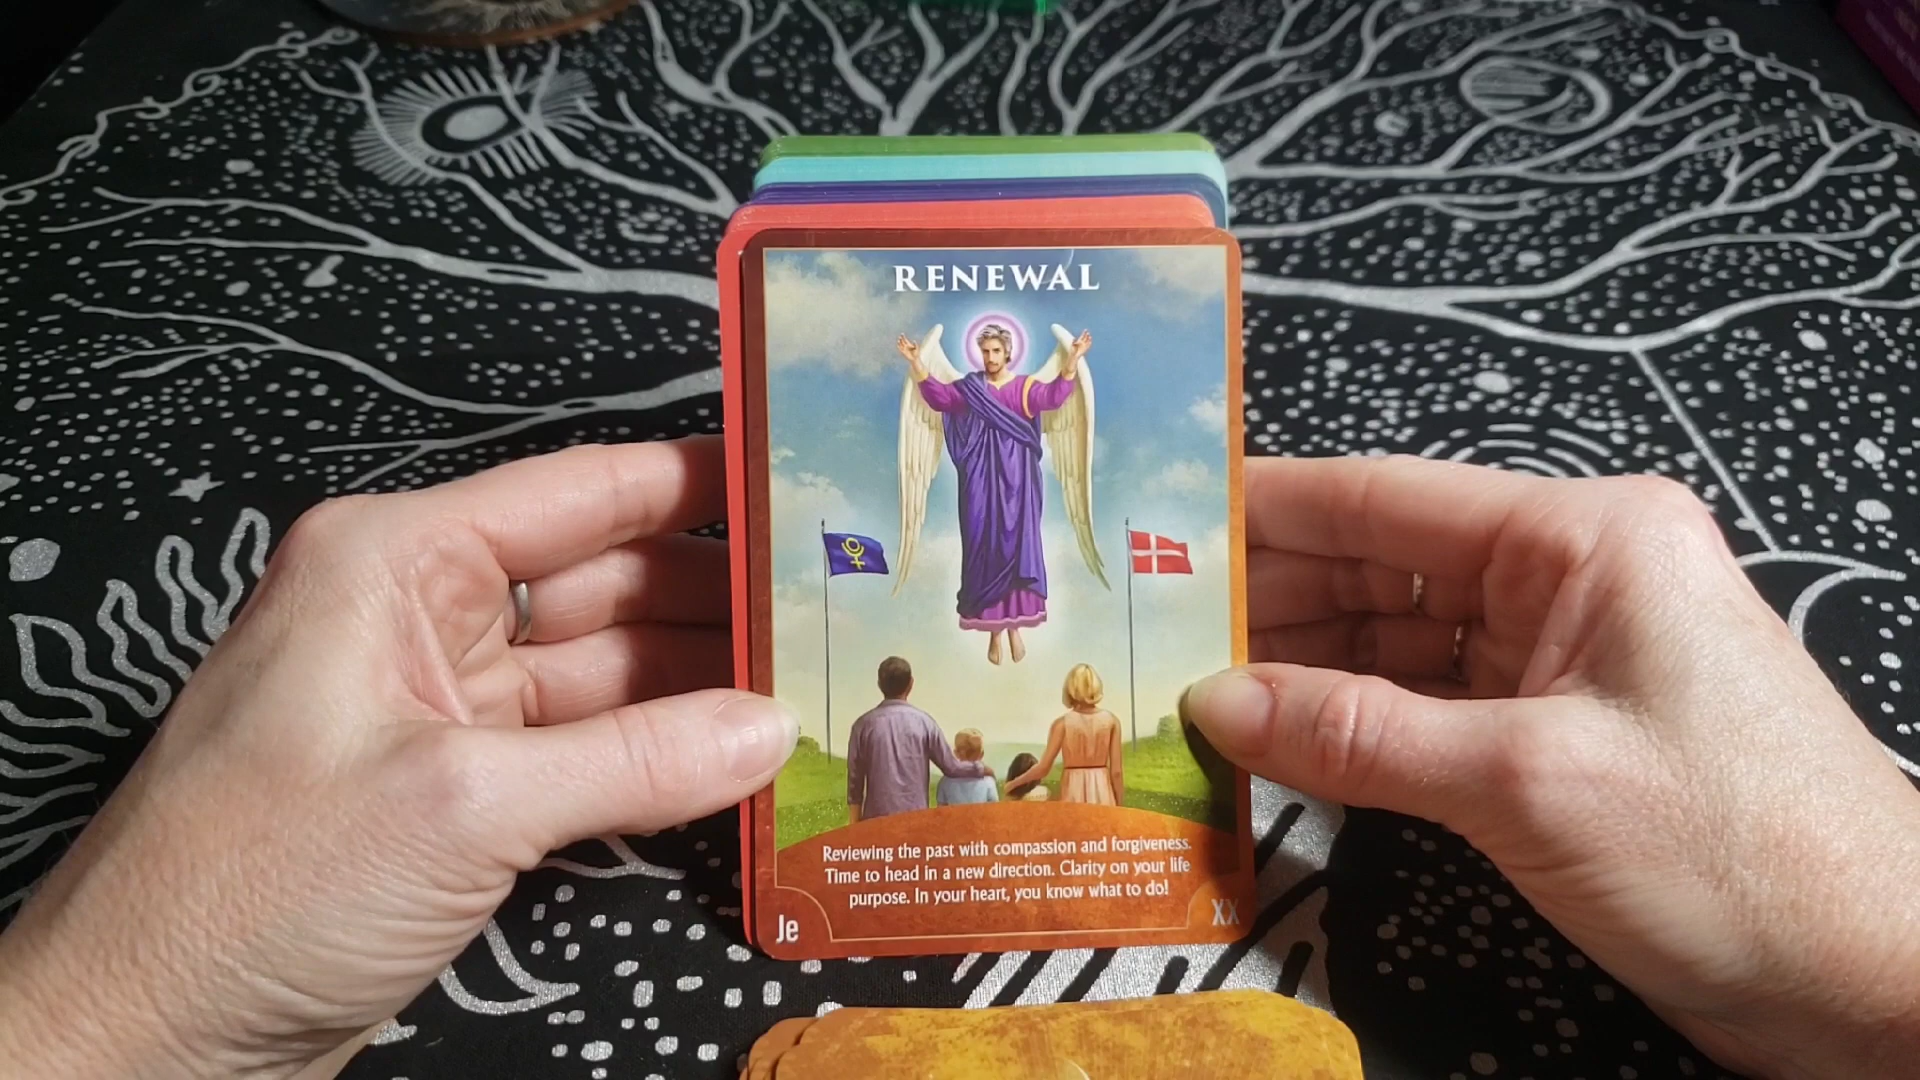 RENEWAL
Reviewing the past with compassion and forgiveness.
Time to head in a new direction. Clarity on your life
purpose. In your heart, you know what to do!
Je
XX